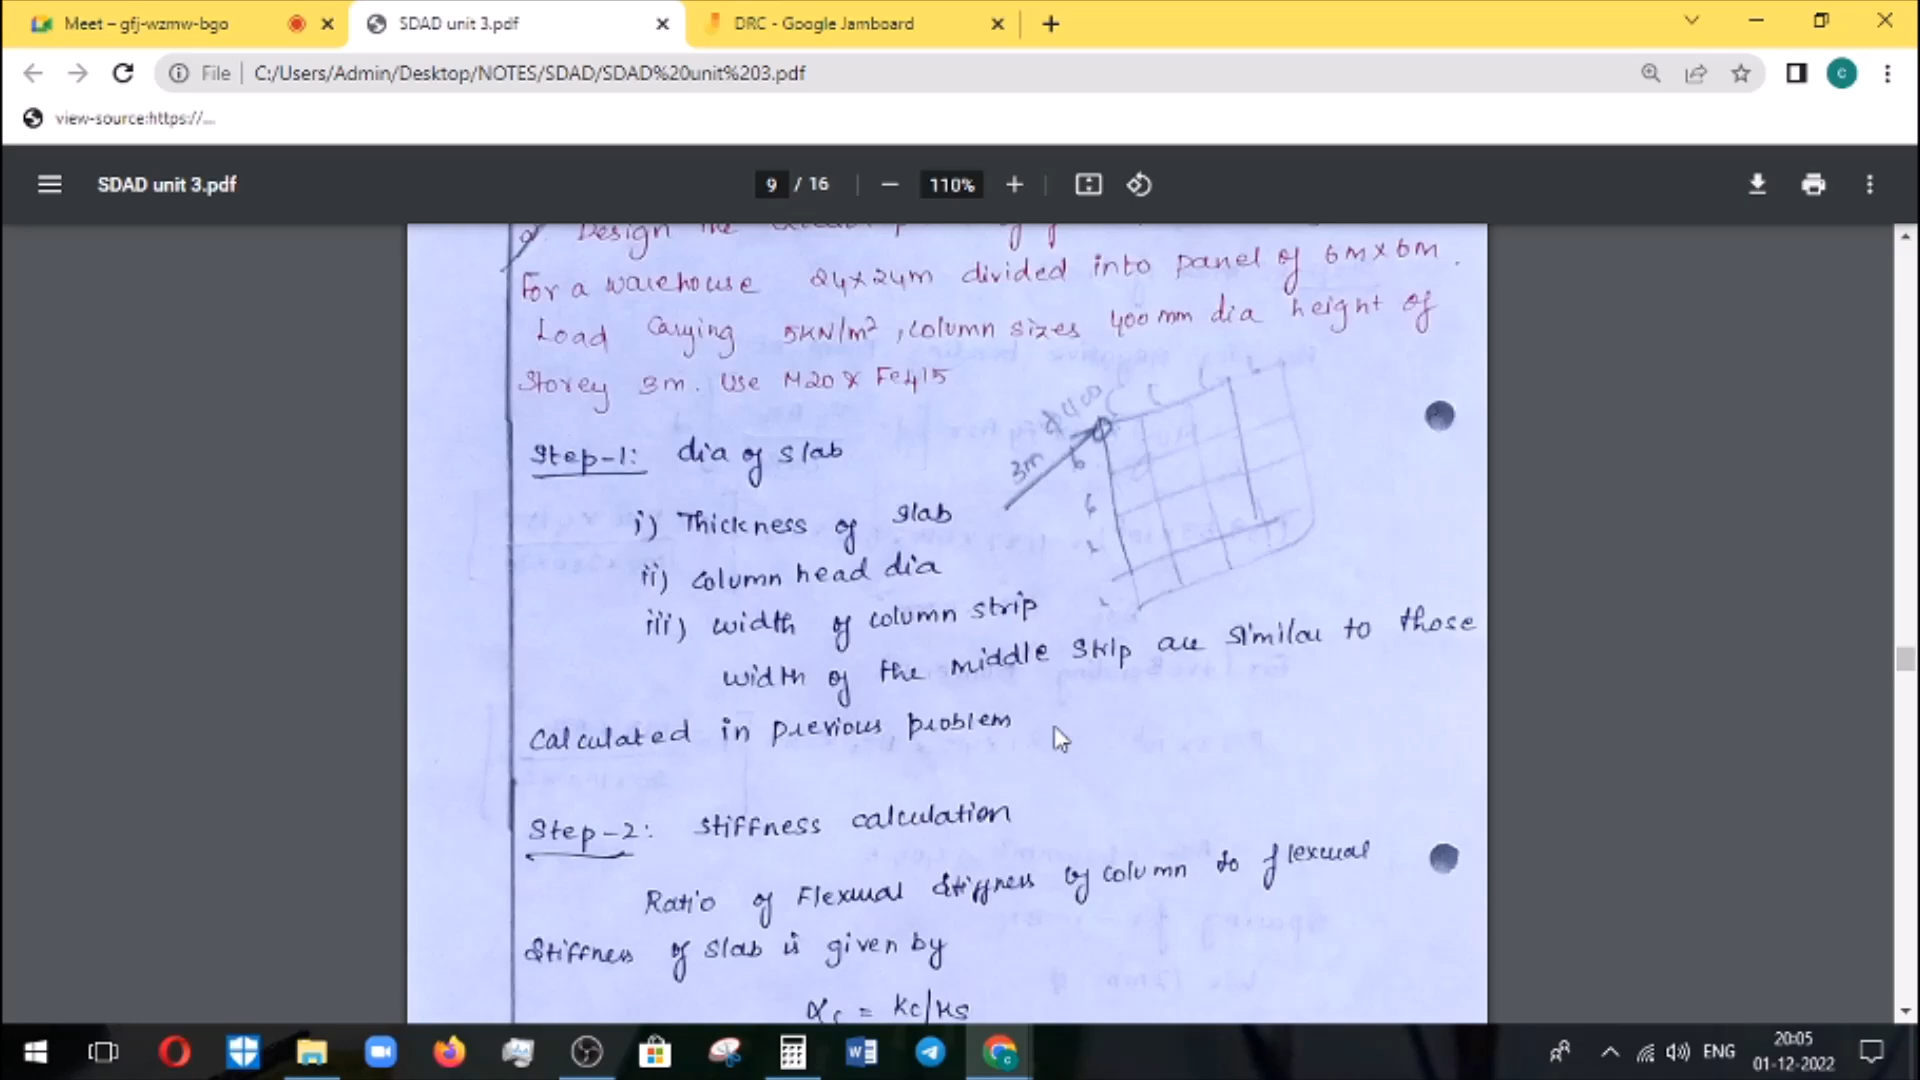 Meet – gfj-wzmw-bgo
SDAD unit 3.pdf
DRC - Google Jamboard
File
C:/Users/Admin/Desktop/NOTES/SDAD/SDAD%20unit%203.pdf
c
view-source:https://...
SDAD unit 3.pdf
9 / 16
110%
Design the
For a warehouse 24x24m divided into panel of 6m x 6m.
Load Carying 5KN/m², column sizes 400 mm dia height of
Storey 3m. Use M20 & Fe415
Step-1: dia of slab
3m
i) Thickness of slab
ii) column head dia
iii) width of column strip
width of the middle strip are similar to those
Calculated in previous problem
Step-2: stiffness calculation
Ratio of Flexural stiffness of column to flexural
stiffness of slab is given by
αc = kc/ks
ENG
20:05
01-12-2022